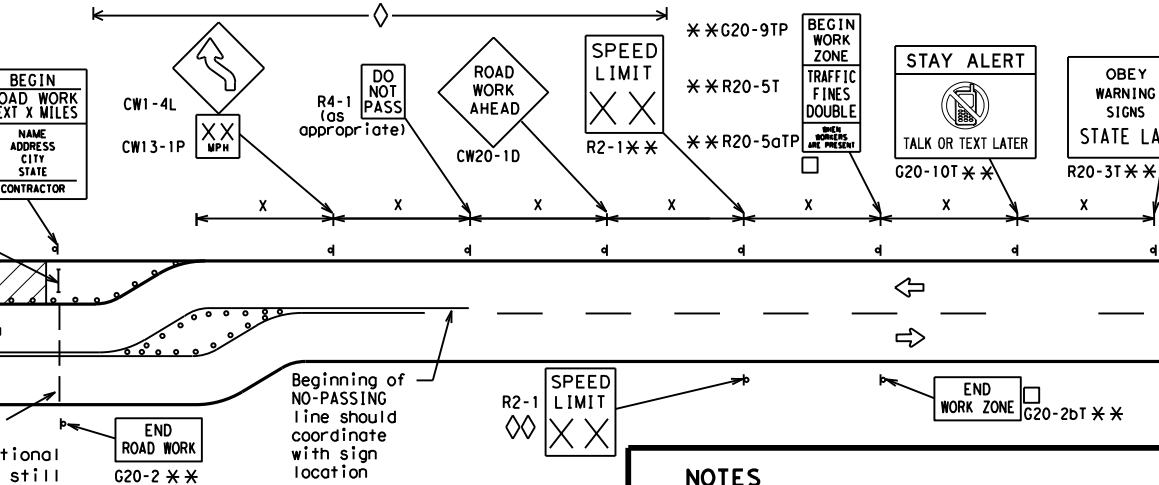 BEGIN
ROAD WORK
NEXT X MILES
NAME
ADDRESS
CITY
STATE
CONTRACTOR
CW1-4L
CW13-1P
XX
MPH
R4-1
(as
appropriate)
DO
NOT
PASS
ROAD
WORK
AHEAD
CW20-1D
SPEED
LIMIT
X X
R2-1**
**G20-9TP
**R20-5T
**R20-5aTP
BEGIN
WORK
ZONE
TRAFFIC
FINES
DOUBLE
WHEN
WORKERS
ARE PRESENT
STAY ALERT
TALK OR TEXT LATER
G20-10T **
OBEY
WARNING
SIGNS
STATE LA
R20-3T **
X X X X X X X
Beginning of
NO-PASSING
line should
coordinate
with sign
location
R2-1
SPEED
LIMIT
X X
END
WORK ZONE
G20-2bT **
END
ROAD WORK
G20-2 **
tional
still
NOTES